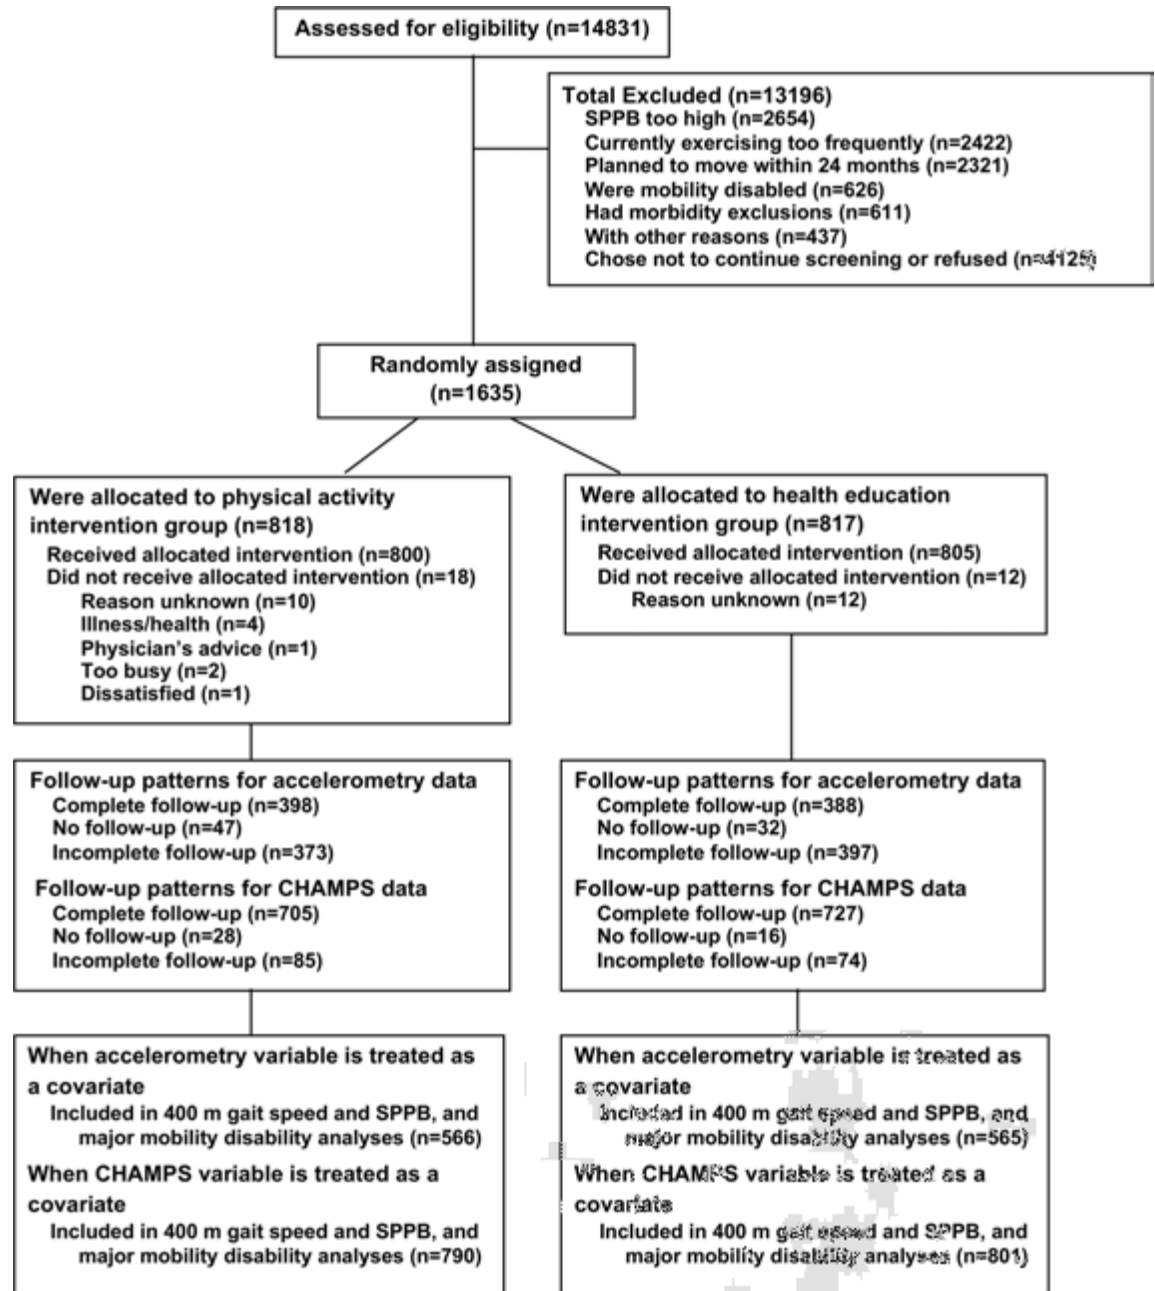 Assessed for eligibility (n=14831)
Total Excluded (n=13196)
SPPB too high (n=2654)
Currently exercising too frequently (n=2422)
Planned to move within 24 months (n=2321)
Were mobility disabled (n=626)
Had morbidity exclusions (n=611)
With other reasons (n=437)
Chose not to continue screening or refused
Randomly assigned
(n=1635)
Were allocated to physical activity
intervention group (n=818)
Received allocated intervention (n=800)
Did not receive allocated intervention (n=18)
Reason unknown (n=10)
Illness/health (n=4)
Physician's advice (n=1)
Too busy (n=2)
Dissatisfied (n=1)
Were allocated to health education
intervention group (n=817)
Received allocated intervention (n=805)
Did not receive allocated intervention (n=12)
Reason unknown (n=12)
Follow-up patterns for accelerometry data
Complete follow-up (n=398)
No follow-up (n=47)
Incomplete follow-up (n=373)
Follow-up patterns for CHAMPS data
Complete follow-up (n=705)
No follow-up (n=28)
Incomplete follow-up (n=85)
Follow-up patterns for accelerometry data
Complete follow-up (n=388)
No follow-up (n=32)
Incomplete follow-up (n=397)
Follow-up patterns for CHAMPS data
Complete follow-up (n=727)
No follow-up (n=16)
Incomplete follow-up (n=74)
When accelerometry variable is treated as
a covariate
Included in 400 m gait speed and SPPB, and
major mobility disability analyses (n=566)
When CHAMPS variable is treated as a
covariate
Included in 400 m gait speed and SPPB, and
major mobility disability analyses (n=790)
When accelerometry variable is treated as
a covariate
Included in 400 m gait speed and SPPB, and
major mobility disability analyses (n=565)
When CHAMPS variable is treated as a
covariate
Included in 400 m gait speed and SPPB, and
major mobility disability analyses (n=801)